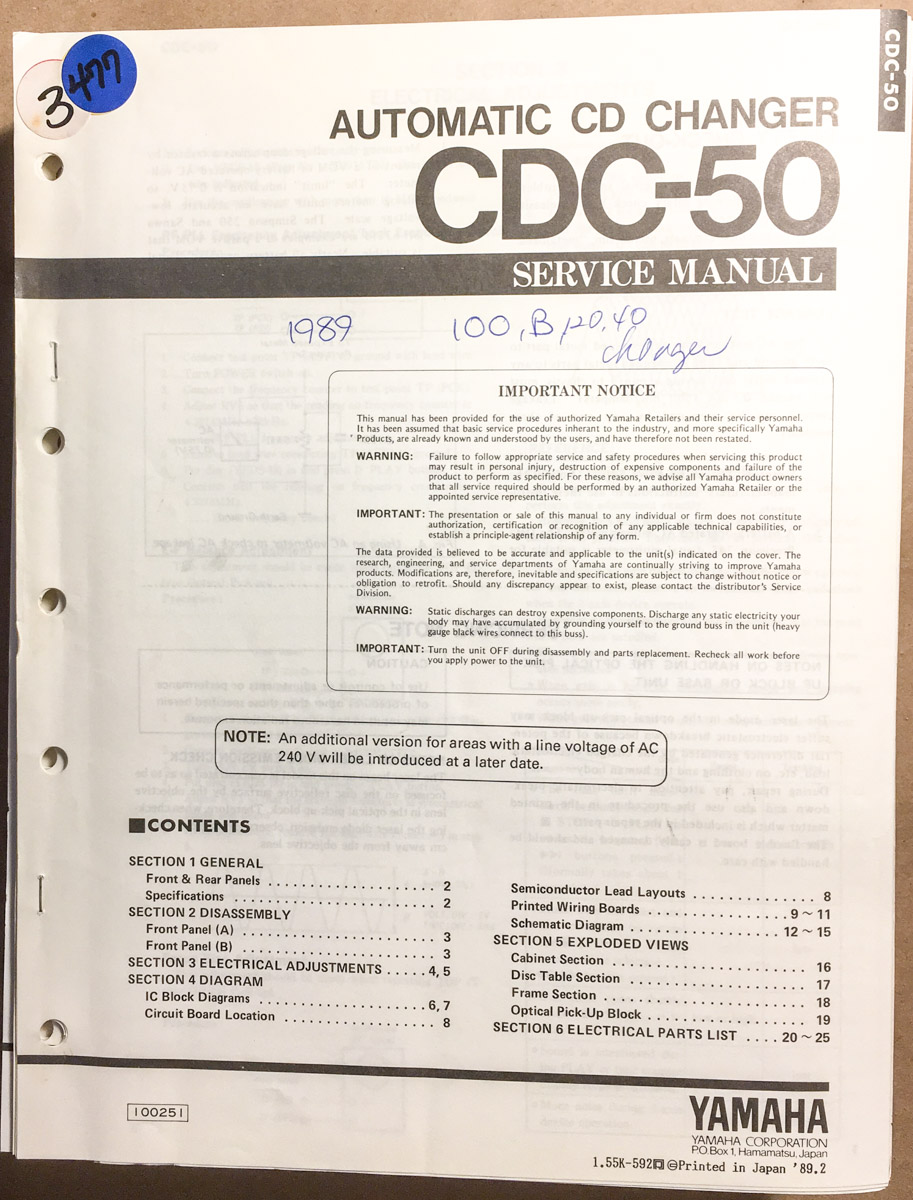 3477
CDC-50
AUTOMATIC CD CHANGER
CDC-50
SERVICE MANUAL
1989 100, B, 120, 40
changer
IMPORTANT NOTICE
This manual has been provided for the use of authorized Yamaha Retailers and their service personnel.
It has been assumed that basic service procedures inherant to the industry, and more specifically Yamaha
Products, are already known and understood by the users, and have therefore not been restated.
WARNING: Failure to follow appropriate service and safety procedures when servicing this product
may result in personal injury, destruction of expensive components and failure of the
product to perform as specified. For these reasons, we advise all Yamaha product owners
that all service required should be performed by an authorized Yamaha Retailer or the
appointed service representative.
IMPORTANT: The presentation or sale of this manual to any individual or firm does not constitute
authorization, certification or recognition of any applicable technical capabilities, or
establish a principle-agent relationship of any form.
The data provided is believed to be accurate and applicable to the unit(s) indicated on the cover. The
research, engineering, and service departments of Yamaha are continually striving to improve Yamaha
products. Modifications are, therefore, inevitable and specifications are subject to change without notice or
obligation to retrofit. Should any discrepancy appear to exist, please contact the distributor's Service
Division.
WARNING: Static discharges can destroy expensive components. Discharge any static electricity your
body may have accumulated by grounding yourself to the ground buss in the unit (heavy
gauge black wires connect to this buss).
IMPORTANT: Turn the unit OFF during disassembly and parts replacement. Recheck all work before
you apply power to the unit.
NOTE: An additional version for areas with a line voltage of AC
240 V will be introduced at a later date.
■CONTENTS
SECTION 1 GENERAL
Front & Rear Panels . . . . . . . . . . . . . . . . . . . . . 2
Specifications . . . . . . . . . . . . . . . . . . . . . . . . . . 2
SECTION 2 DISASSEMBLY
Front Panel (A) . . . . . . . . . . . . . . . . . . . . . . . . 3
Front Panel (B) . . . . . . . . . . . . . . . . . . . . . . . . 3
SECTION 3 ELECTRICAL ADJUSTMENTS . . . . . 4, 5
SECTION 4 DIAGRAM
IC Block Diagrams . . . . . . . . . . . . . . . . . . . . . 6, 7
Circuit Board Location . . . . . . . . . . . . . . . . . . . 8
Semiconductor Lead Layouts . . . . . . . . . . . . . . 8
Printed Wiring Boards . . . . . . . . . . . . . . . . . 9 ~ 11
Schematic Diagram . . . . . . . . . . . . . . . . . . 12 ~ 15
SECTION 5 EXPLODED VIEWS
Cabinet Section . . . . . . . . . . . . . . . . . . . . . . . 16
Disc Table Section . . . . . . . . . . . . . . . . . . . . . 17
Frame Section . . . . . . . . . . . . . . . . . . . . . . . . 18
Optical Pick-Up Block . . . . . . . . . . . . . . . . . . 19
SECTION 6 ELECTRICAL PARTS LIST . . . . 20 ~ 25
100251
YAMAHA
YAMAHA CORPORATION
P.O.Box 1, Hamamatsu, Japan
Printed in Japan '89.2